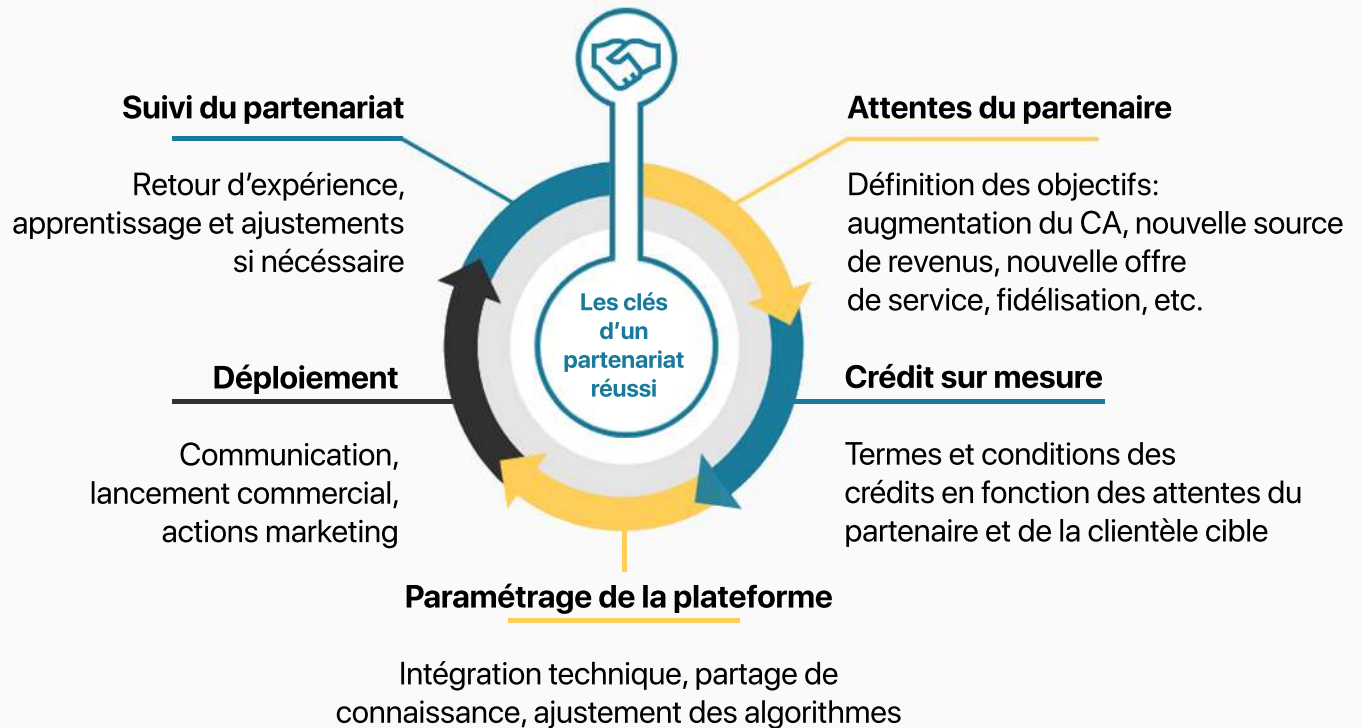 Suivi du partenariat
Retour d’expérience,
apprentissage et ajustements
si nécéssaire
Attentes du partenaire
Définition des objectifs:
augmentation du CA, nouvelle source
de revenus, nouvelle offre
de service, fidélisation, etc.
Les clés
d’un
partenariat
réussi
Déploiement
Communication,
lancement commercial,
actions marketing
Crédit sur mesure
Termes et conditions des
crédits en fonction des attentes du
partenaire et de la clientèle cible
Paramétrage de la plateforme
Intégration technique, partage de
connaissance, ajustement des algorithmes